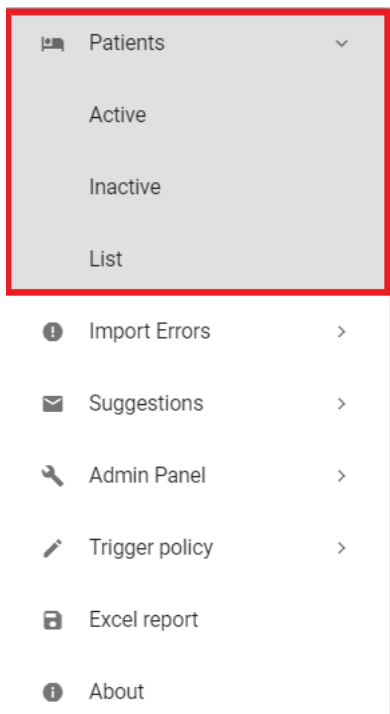 Patients
Active
Inactive
List
Import Errors
Suggestions
Admin Panel
Trigger policy
Excel report
About